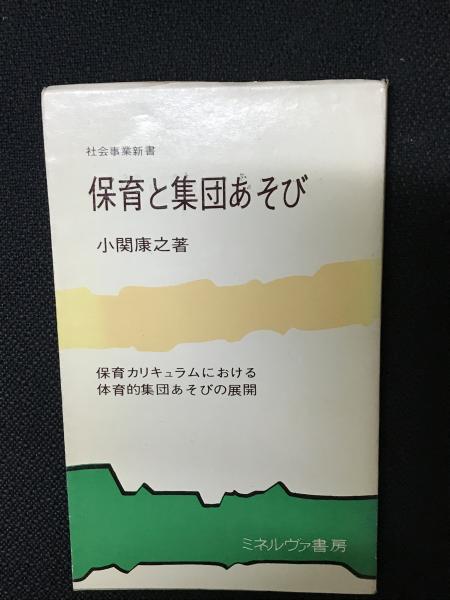 社会事業新書
保育と集団あそび
小関康之著
保育カリキュラムにおける
体育的集団あそびの展開
ミネルヴァ書房